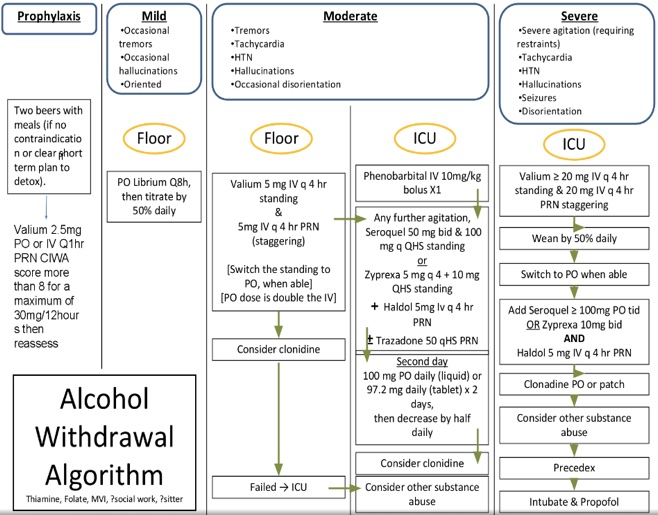 Prophylaxis
Two beers with
meals (if no
contraindicatio
n or clear short
term plan to
detox).
Valium 2.5mg
PO or IV Q1hr
PRN CIWA
score more
than 8 for a
maximum of
30mg/12hour
s then
reassess
Mild
•Occasional
tremors
•Occasional
hallucinations
•Oriented
Floor
PO Librium Q8h,
then titrate by
50% daily
Moderate
•Tremors
•Tachycardia
•HTN
•Hallucinations
•Occasional disorientation
Floor
Valium 5 mg IV q 4 hr
standing
&
5mg IV q 4 hr PRN
(staggering)
[Switch the standing to
PO, when able]
[PO dose is double the IV]
Consider clonidine
Failed → ICU
ICU
Phenobarbital IV 10mg/kg
bolus X1
Any further agitation,
Seroquel 50 mg bid & 100
mg q QHS standing
or
Zyprexa 5 mg q 4 + 10 mg
QHS standing
+ Haldol 5mg Iv q 4 hr
PRN
± Trazadone 50 qHS PRN
Second day
100 mg PO daily (liquid) or
97.2 mg daily (tablet) x 2
days,
then decrease by half
daily
Consider clonidine
Consider other substance
abuse
Severe
•Severe agitation (requiring
restraints)
•Tachycardia
•HTN
•Hallucinations
•Seizures
•Disorientation
ICU
Valium ≥ 20 mg IV q 4 hr
standing & 20 mg IV q 4 hr
PRN staggering
Wean by 50% daily
Switch to PO when able
Add Seroquel ≥ 100mg PO tid
OR Zyprexa 10mg bid
AND
Haldol 5 mg IV q 4 hr PRN
Clonadine PO or patch
Consider other substance
abuse
Precedex
Intubate & Propofol
Alcohol
Withdrawal
Algorithm
Thiamine, Folate, MVI, ?social work, ?sitter